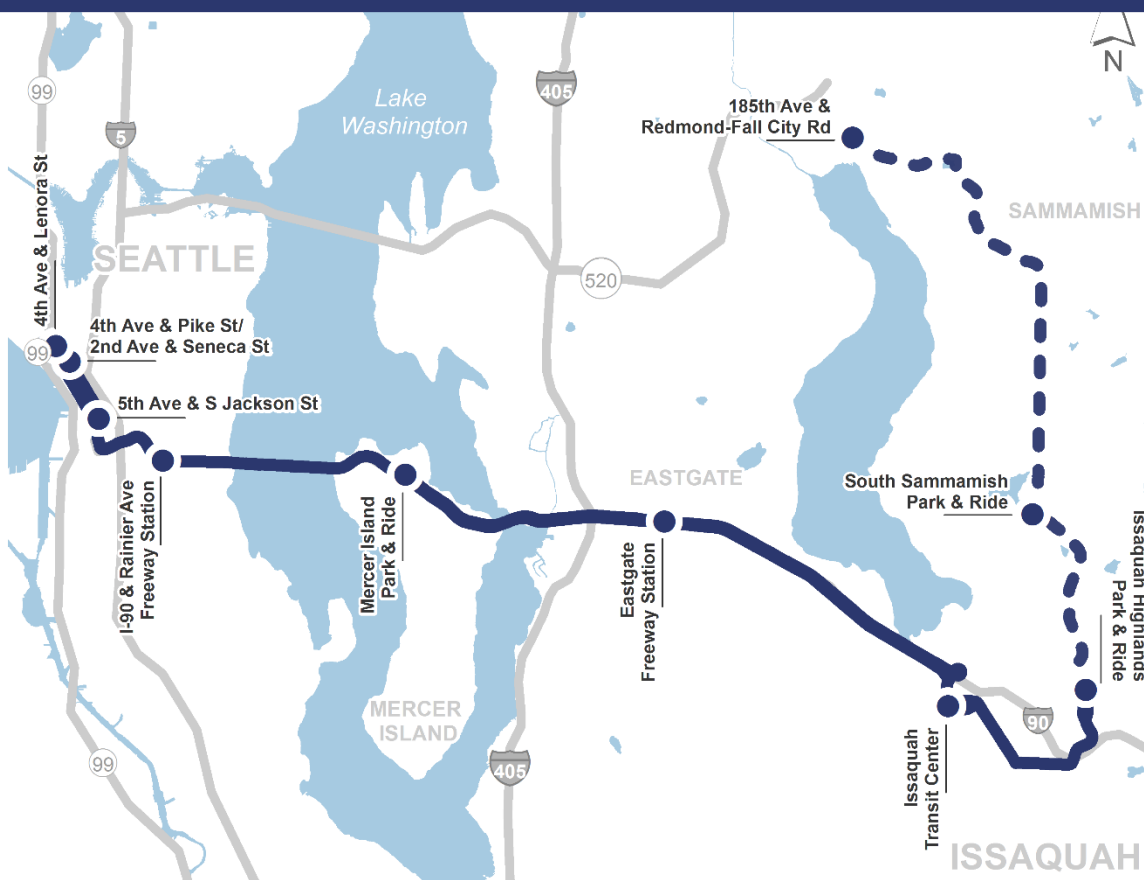 N
99
Lake
Washington
405
5
185th Ave &
Redmond-Fall City Rd
4th Ave & Lenora St
SAMMAMISH
SEATTLE
520
99
4th Ave & Pike St/
2nd Ave & Seneca St
5th Ave & S Jackson St
I-90 & Rainier Ave
Freeway Station
Mercer Island
Park & Ride
EASTGATE
Eastgate
Freeway Station
South Sammamish
Park & Ride
Issaquah Highlands
Park & Ride
MERCER
ISLAND
90
Issaquah
Transit Center
99
405
ISSAQUAH